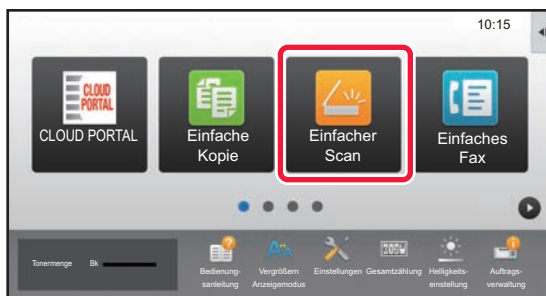 10:15
CLOUD
PORTAL
CLOUD PORTAL
Einfache
Kopie
Einfacher
Scan
Einfaches
Fax
Tonermenge Bk
Bedienung-
sanleitung
Vergrößern
Anzeigemodus
Einstellungen
Gesamtzählung
Helligkeits-
einstellung
Auftrags-
verwaltung